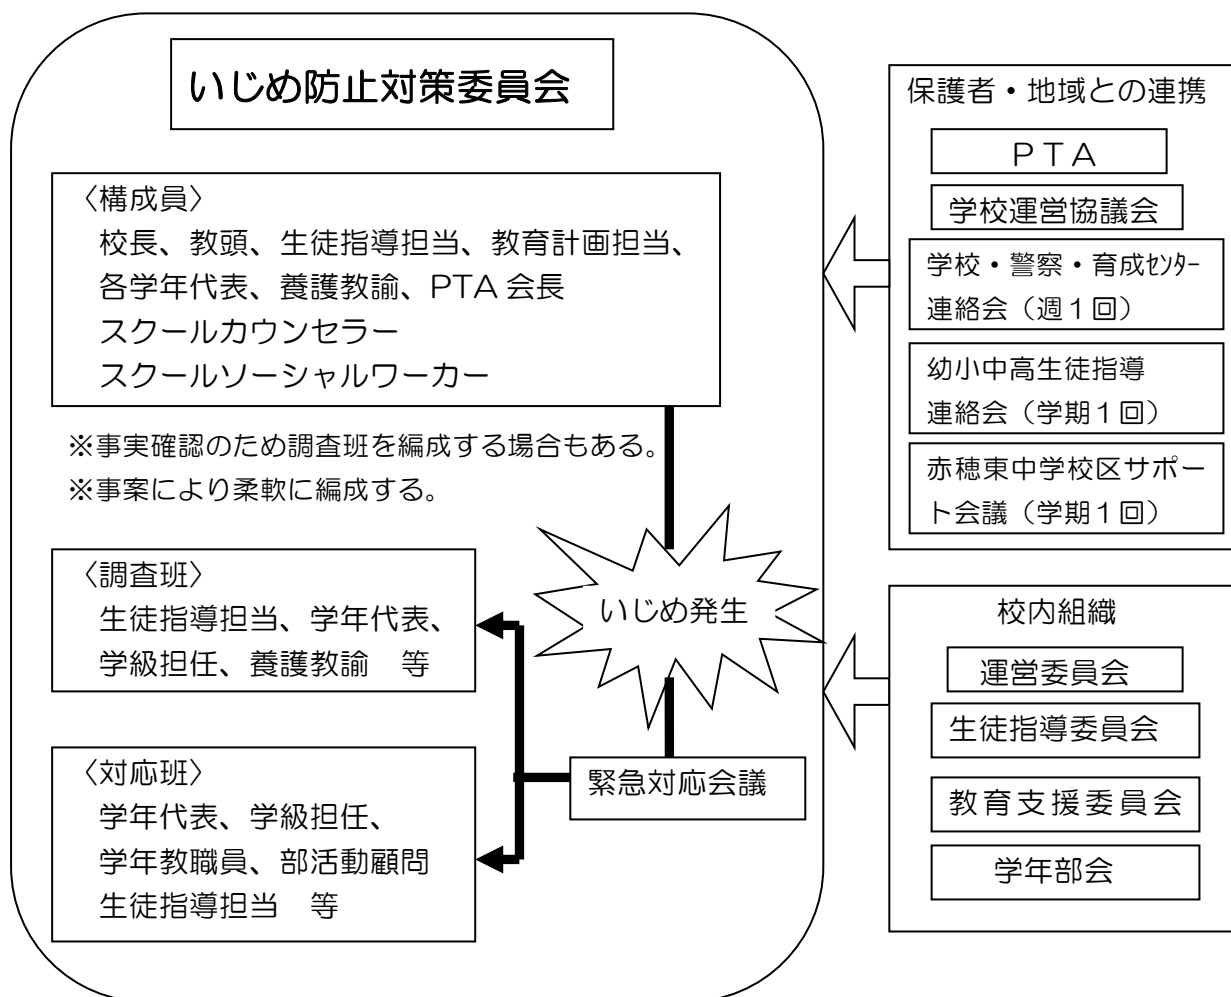 いじめ防止対策委員会
〈構成員〉
校長、教頭、生徒指導担当、教育計画担当、
各学年代表、養護教諭、PTA 会長
スクールカウンセラー
スクールソーシャルワーカー
※事実確認のため調査班を編成する場合もある。
※事案により柔軟に編成する。
いじめ発生
〈調査班〉
生徒指導担当、学年代表、
学級担任、養護教諭　等
緊急対応会議
〈対応班〉
学年代表、学級担任、
学年教職員、部活動顧問
生徒指導担当　等
保護者・地域との連携
ＰＴＡ
学校運営協議会
学校・警察・育成ｾﾝﾀｰ
連絡会（週１回）
幼小中高生徒指導
連絡会（学期１回）
赤穂東中学校区サポー
ト会議（学期１回）
校内組織
運営委員会
生徒指導委員会
教育支援委員会
学年部会